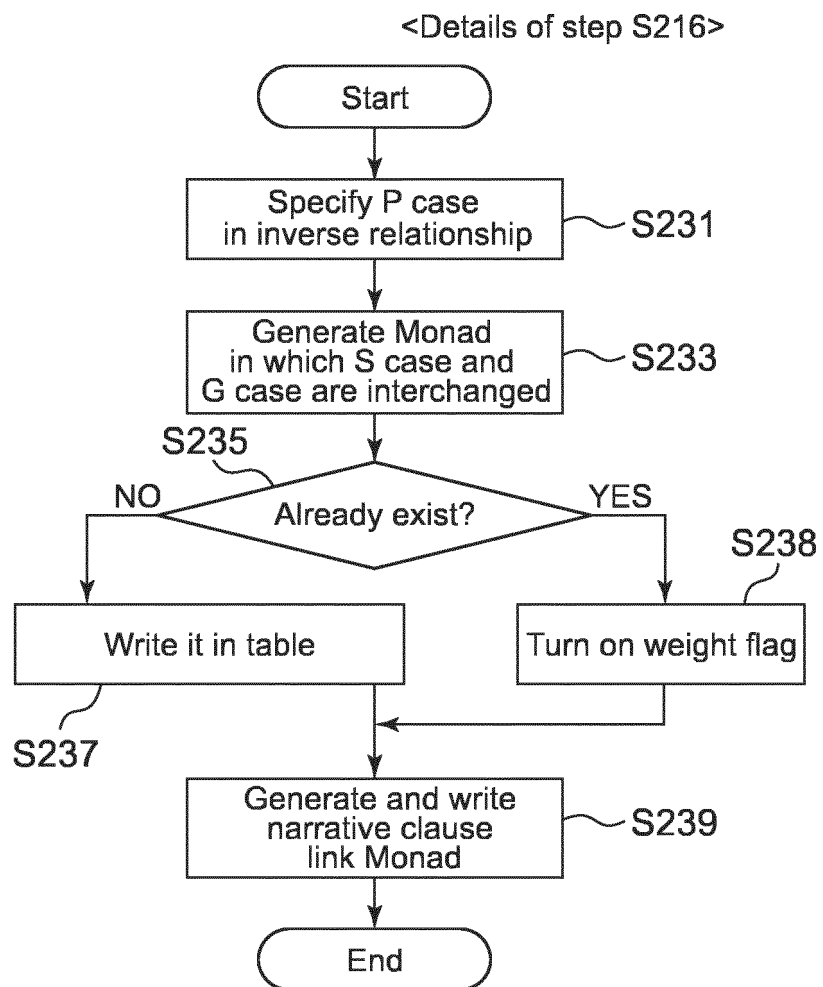 <Details of step S216>
Start
Specify P case
in inverse relationship
S231
Generate Monad
in which S case and
G case are interchanged
S233
S235
NO
Already exist?
YES
S238
Write it in table
Turn on weight flag
S237
Generate and write
narrative clause
link Monad
S239
End